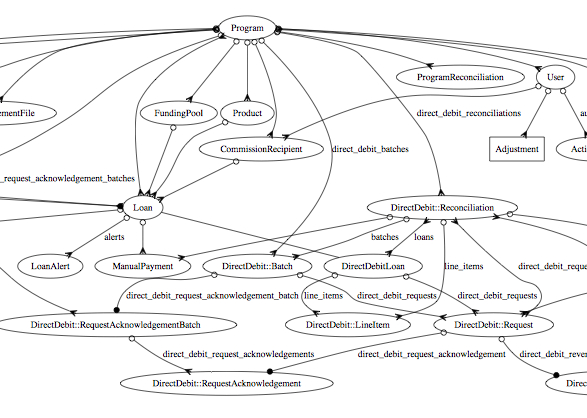 Program
ProgramReconciliation
User
ementFile
FundingPool
Product
direct_debit_reconciliations
CommissionRecipient
direct_debit_batches
Adjustment
Acti
_request_acknowledgement_batches
Loan
DirectDebit::Reconciliation
alerts
batches
loans
LoanAlert
ManualPayment
DirectDebit::Batch
DirectDebitLoan
line_items
direct_debit_reque
direct_debit_request_acknowledgement_batch
line_items
direct_debit_requests
direct_debit_requests
DirectDebit::RequestAcknowledgementBatch
DirectDebit::LineItem
DirectDebit::Request
direct_debit_request_acknowledgements
direct_debit_request_acknowledgement
direct_debit_rever
DirectDebit::RequestAcknowledgement
Direc